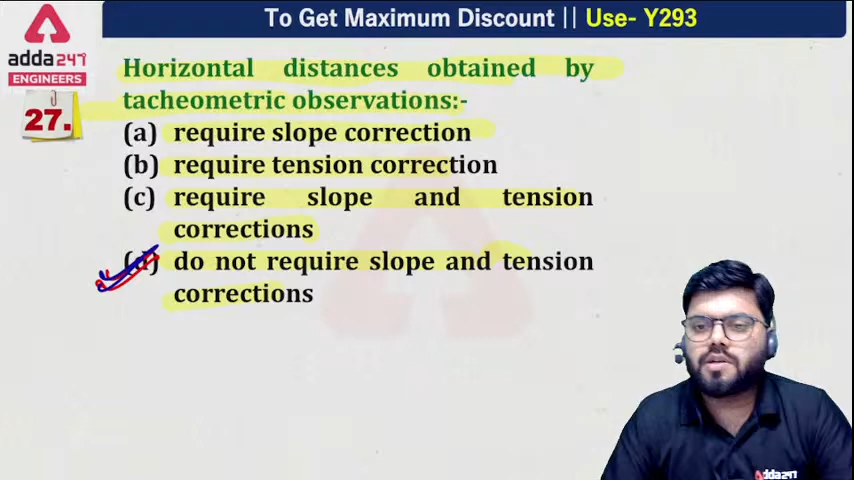 To Get Maximum Discount || Use- Y293
adda247
ENGINEERS
27.
Horizontal distances obtained by
tacheometric observations:-
(a) require slope correction
(b) require tension correction
(c) require slope and tension
corrections
(d) do not require slope and tension
corrections
adda247